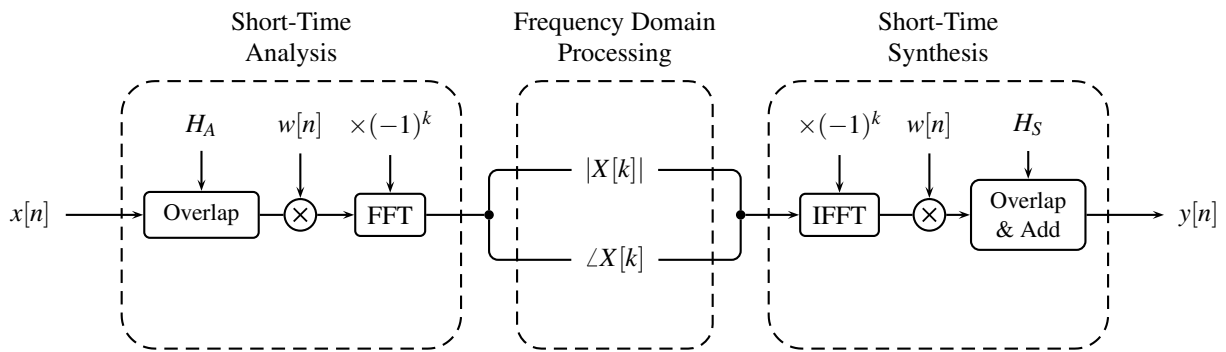 Short-Time
Analysis
Frequency Domain
Processing
Short-Time
Synthesis
H_A
w[n]
×(−1)^k
×(−1)^k
w[n]
H_S
|X[k]|
x[n]
Overlap
×
FFT
IFFT
×
Overlap
& Add
y[n]
∠X[k]